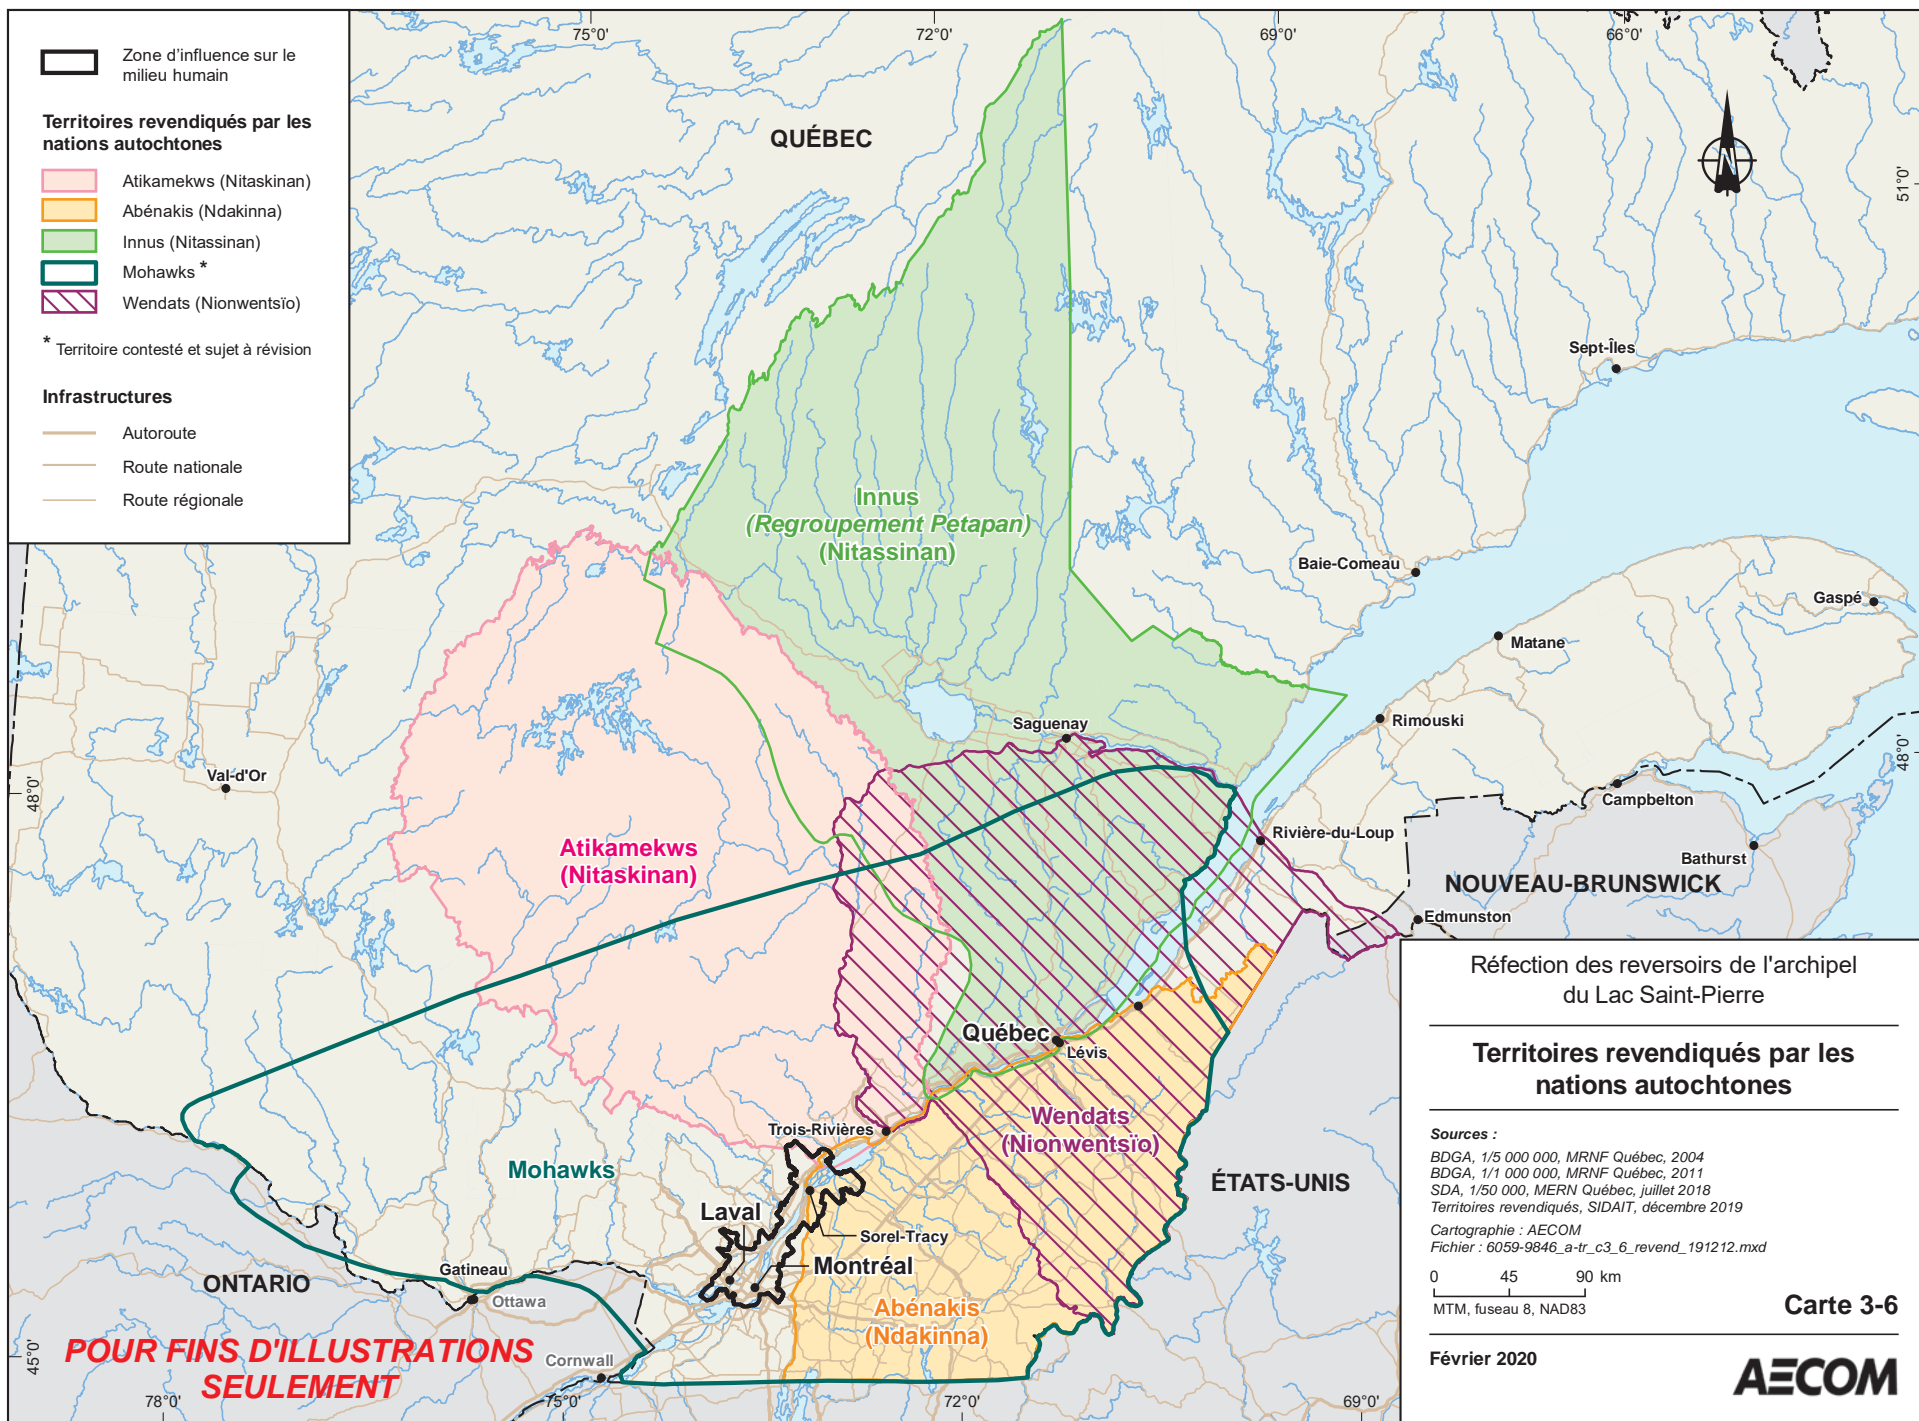 Zone d'influence sur le
milieu humain
Territoires revendiqués par les
nations autochtones
Atikamekws (Nitaskinan)
Abénakis (Ndakinna)
Innus (Nitassinan)
Mohawks *
Wendats (Nionwentsïo)
* Territoire contesté et sujet à révision
Infrastructures
Autoroute
Route nationale
Route régionale
75°0'
72°0'
69°0'
66°0'
QUÉBEC
N
51°0'
Sept-Îles
Innus
(Regroupement Petapan)
(Nitassinan)
Baie-Comeau
Gaspé
Matane
Saguenay
Rimouski
Val-d'Or
48°0'
48°0'
Campbelton
Rivière-du-Loup
Atikamekws
(Nitaskinan)
Bathurst
NOUVEAU-BRUNSWICK
Edmunston
Québec
Lévis
Wendats
(Nionwentsïo)
Trois-Rivières
Mohawks
ÉTATS-UNIS
Laval
Sorel-Tracy
Montréal
Gatineau
ONTARIO
Ottawa
Abénakis
(Ndakinna)
Cornwall
45°0'
POUR FINS D'ILLUSTRATIONS
SEULEMENT
78°0'
75°0'
72°0'
69°0'
Réfection des reversoirs de l'archipel
du Lac Saint-Pierre
Territoires revendiqués par les
nations autochtones
Sources :
BDGA, 1/5 000 000, MRNF Québec, 2004
BDGA, 1/1 000 000, MRNF Québec, 2011
SDA, 1/50 000, MERN Québec, juillet 2018
Territoires revendiqués, SIDAIT, décembre 2019
Cartographie : AECOM
Fichier : 6059-9846_a-tr_c3_6_revend_191212.mxd
0 45 90 km
MTM, fuseau 8, NAD83
Carte 3-6
Février 2020
AECOM